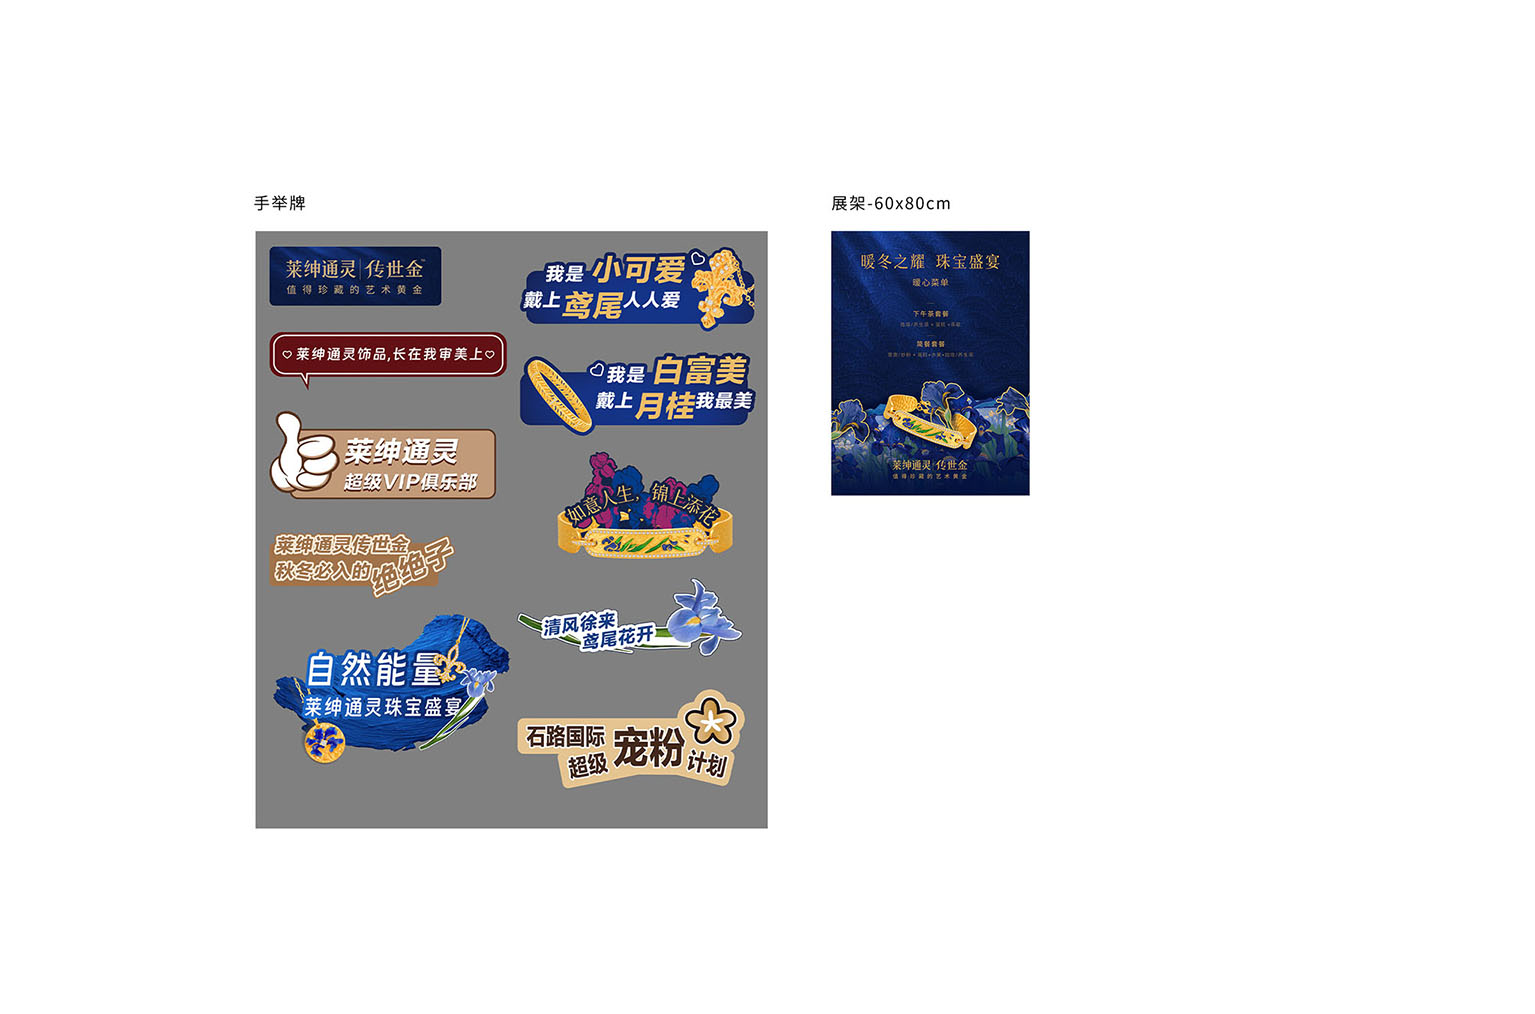 手举牌
莱绅通灵|传世金™
值得珍藏的艺术黄金
莱绅通灵饰品,长在我审美上
莱绅通灵
超级VIP俱乐部
莱绅通灵传世金
秋冬必入的绝绝子
自然能量
莱绅通灵珠宝盛宴
我是小可爱
戴上鸢尾人人爱
我是白富美
戴上月桂我最美
如意人生，锦上添花
清风徐来
鸢尾花开
石路国际
超级宠粉计划
展架-60x80cm
暖冬之耀 珠宝盛宴
暖心菜单
下午茶套餐
简餐套餐
莱绅通灵|传世金
值得珍藏的艺术黄金